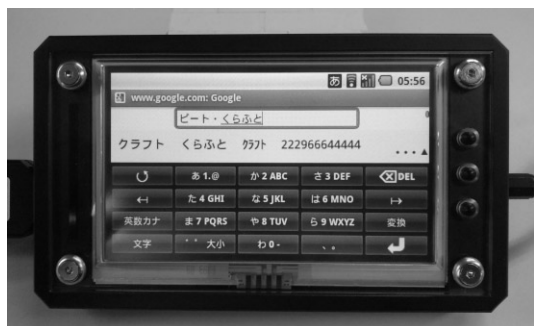 あ 05:56
www.google.com: Google
ピート・くらふと
クラフト くらふと ｸﾗﾌﾄ 222966644444
あ 1.@ か 2 ABC さ 3 DEF DEL
た 4 GHI な 5 JKL は 6 MNO
英数カナ ま 7 PQRS や 8 TUV ら 9 WXYZ 変換
文字 ゛゜ 大小 わ 0 - 、。